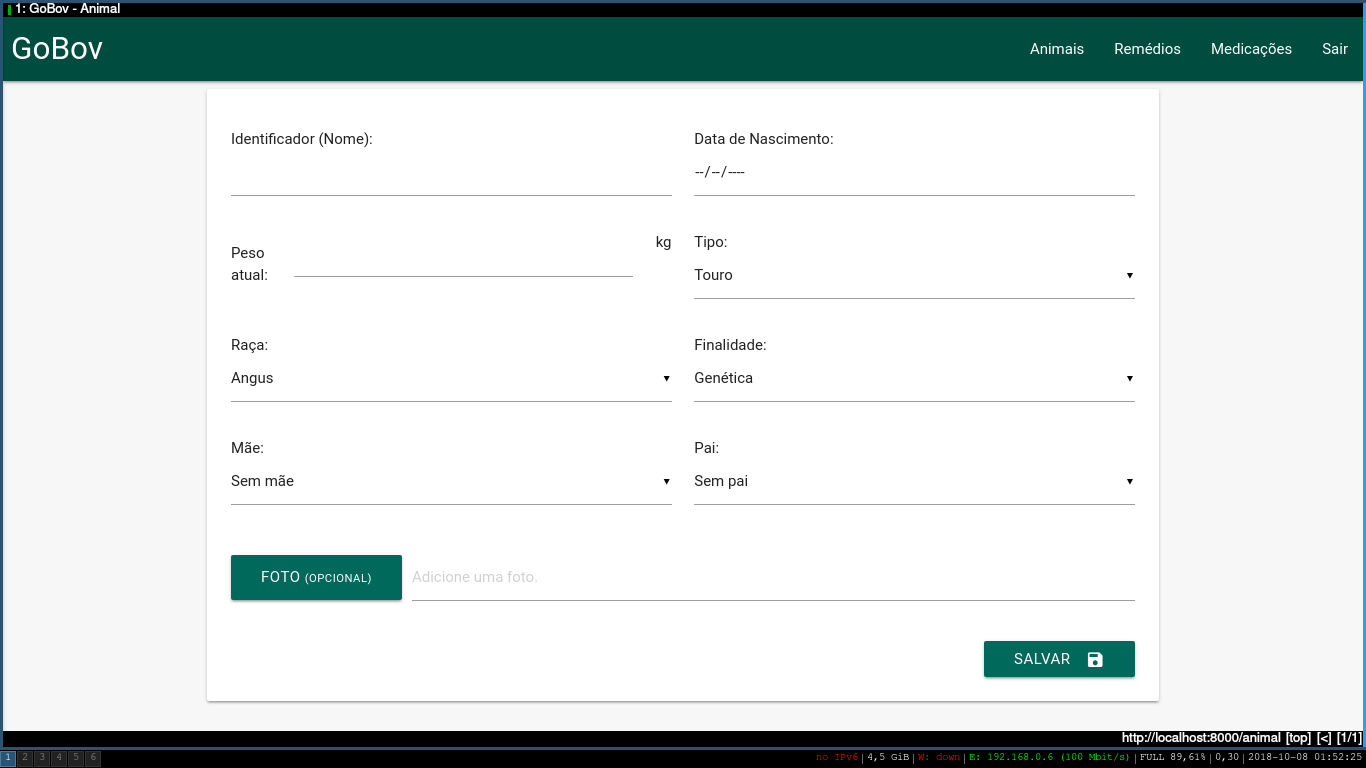 1: GoBov - Animal
GoBov
Animais Remédios Medicações Sair
Identificador (Nome):
Data de Nascimento:
--/--/----
Peso atual:
kg
Tipo:
Touro
Raça:
Angus
Finalidade:
Genética
Mãe:
Sem mãe
Pai:
Sem pai
FOTO (OPCIONAL)
Adicione uma foto.
SALVAR
http://localhost:8000/animal [top] [<] [1/1]
1 2 3 4 5 6
no IPv6|4,5 GiB|W: down|E: 192.168.0.6 (100 Mbit/s)|FULL 89,61%|0,30|2018-10-08 01:52:25